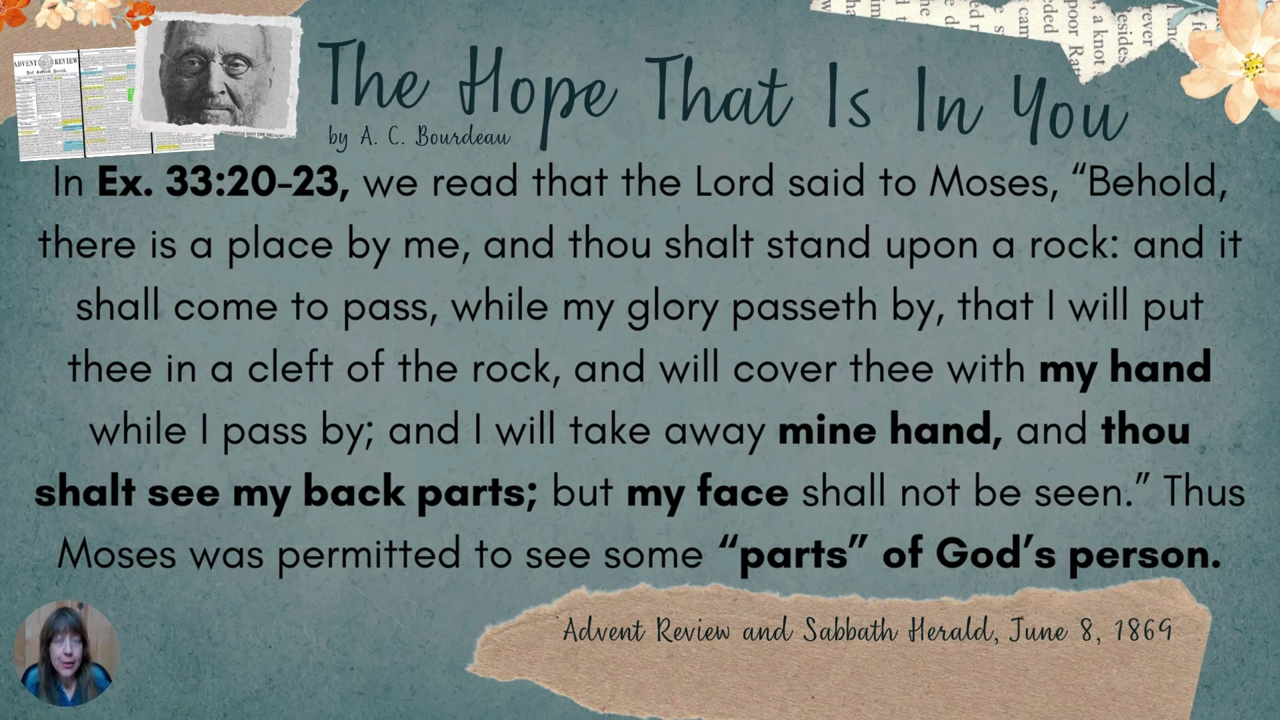 ADVENT REVIEW
The Hope That Is In You
by A. C. Bourdeau
In Ex. 33:20-23, we read that the Lord said to Moses, “Behold,
there is a place by me, and thou shalt stand upon a rock: and it
shall come to pass, while my glory passeth by, that I will put
thee in a cleft of the rock, and will cover thee with my hand
while I pass by; and I will take away mine hand, and thou
shalt see my back parts; but my face shall not be seen.” Thus
Moses was permitted to see some “parts” of God’s person.
Advent Review and Sabbath Herald, June 8, 1869